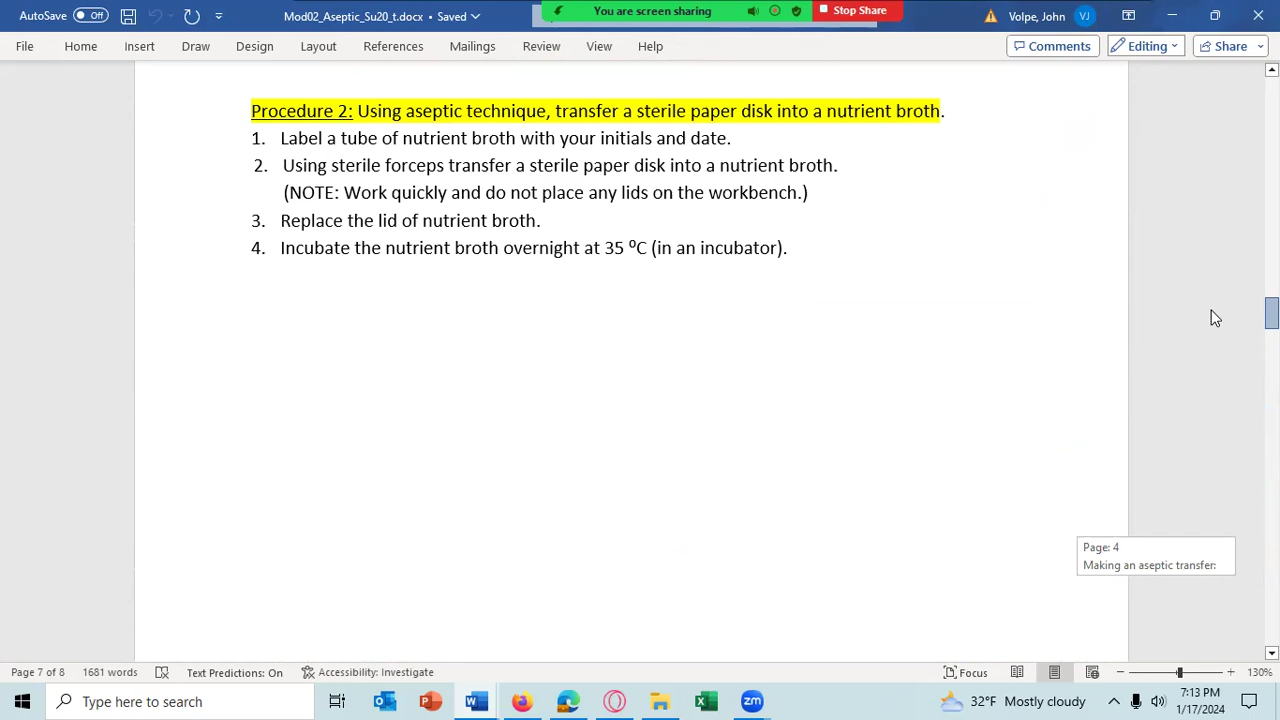 AutoSave Off Mod02_Aseptic_Su20_t.docx • Saved You are screen sharing Stop Share Volpe, John VJ
File Home Insert Draw Design Layout References Mailings Review View Help Comments Editing Share
Procedure 2: Using aseptic technique, transfer a sterile paper disk into a nutrient broth.
1. Label a tube of nutrient broth with your initials and date.
2. Using sterile forceps transfer a sterile paper disk into a nutrient broth.
(NOTE: Work quickly and do not place any lids on the workbench.)
3. Replace the lid of nutrient broth.
4. Incubate the nutrient broth overnight at 35 ⁰C (in an incubator).
Page: 4
Making an aseptic transfer:
Page 7 of 8 1681 words Text Predictions: On Accessibility: Investigate Focus 130%
Type here to search 32°F Mostly cloudy 7:13 PM
1/17/2024